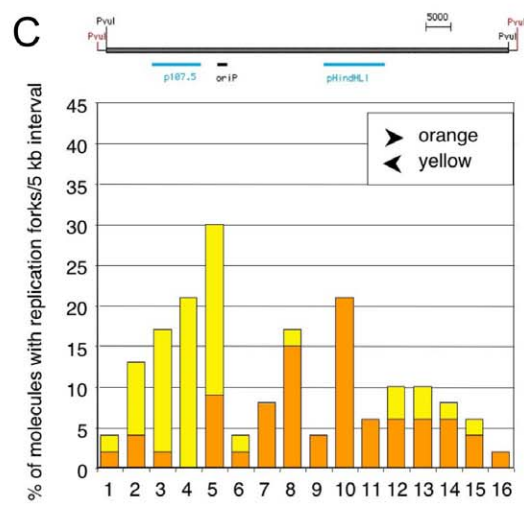 C
PvuI
PvuI
5000
PvuI
PvuI
p107.5
oriP
pHindHL1
% of molecules with replication forks/5 kb interval
45
40
35
30
25
20
15
10
5
0
orange
yellow
1 2 3 4 5 6 7 8 9 10 11 12 13 14 15 16